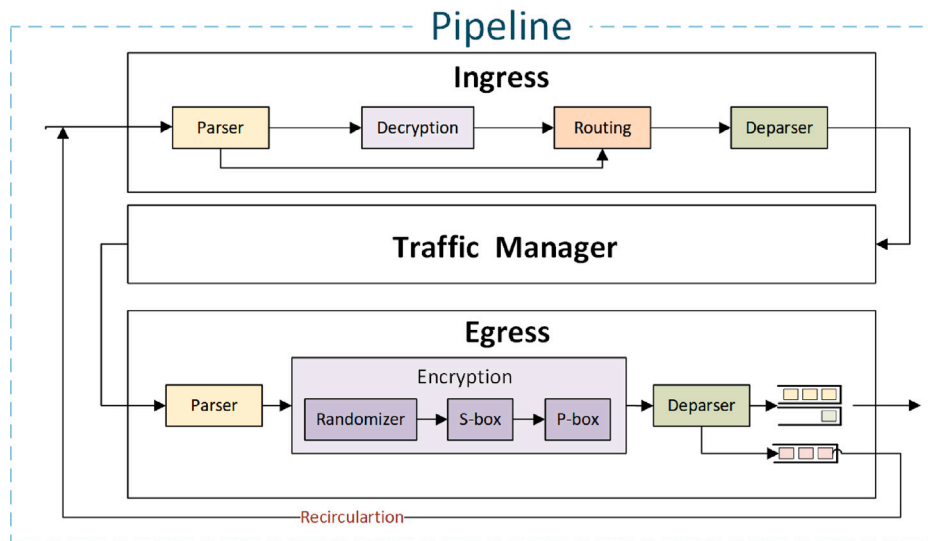 Pipeline
Ingress
Parser
Decryption
Routing
Deparser
Traffic Manager
Egress
Encryption
Parser
Randomizer
S-box
P-box
Deparser
Recirculartion